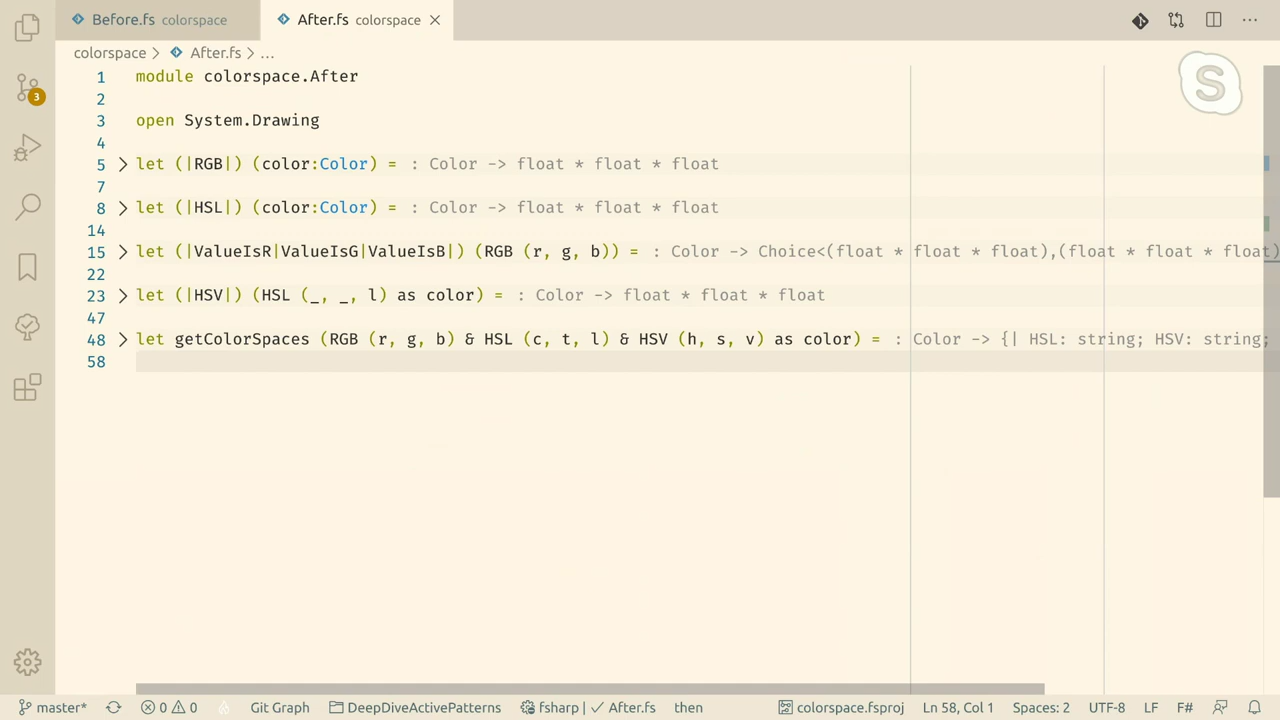 Before.fs colorspace After.fs colorspace
colorspace After.fs …
3
S
1 module colorspace.After
2
3 open System.Drawing
4
5 let (|RGB|) (color:Color) = : Color -> float * float * float
7
8 let (|HSL|) (color:Color) = : Color -> float * float * float
14
15 let (|ValueIsR|ValueIsG|ValueIsB|) (RGB (r, g, b)) = : Color -> Choice<(float * float * float),(float * float * float)
22
23 let (|HSV|) (HSL (_, _, l) as color) = : Color -> float * float * float
47
48 let getColorSpaces (RGB (r, g, b) & HSL (c, t, l) & HSV (h, s, v) as color) = : Color -> {| HSL: string; HSV: string;
58
master* 0 0 Git Graph DeepDiveActivePatterns fsharp | ✓ After.fs then colorspace.fsproj Ln 58, Col 1 Spaces: 2 UTF-8 LF F#